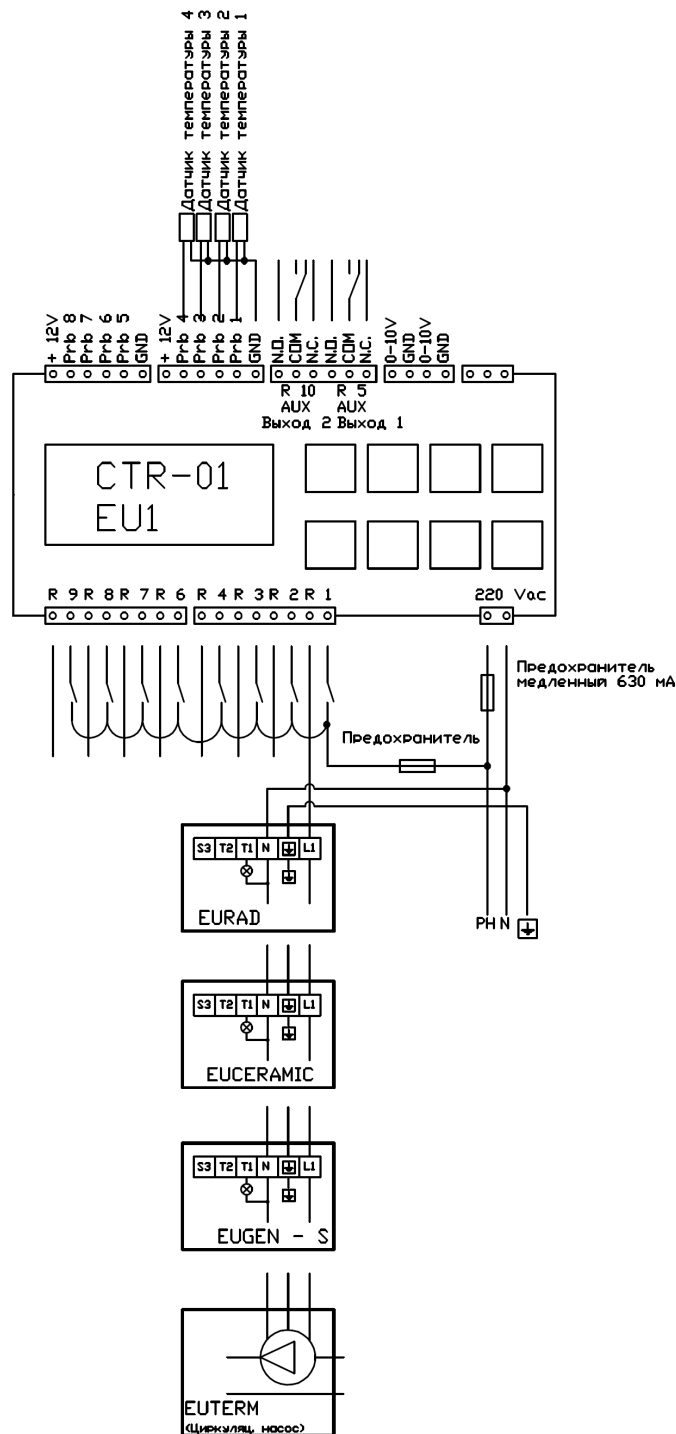 Датчик температуры 4
Датчик температуры 3
Датчик температуры 2
Датчик температуры 1
+ 12V
Prb 8
Prb 7
Prb 6
Prb 5
GND
+ 12V
Prb 4
Prb 3
Prb 2
Prb 1
GND
N.O.
COM
N.C.
N.O.
COM
N.C.
0-10V
GND
0-10V
GND
R 10 R 5
AUX AUX
Выход 2 Выход 1
CTR-01
EU1
R 9 R 8 R 7 R 6 R 4 R 3 R 2 R 1 220 Vac
Предохранитель
медленный 630 мА
Предохранитель
S3 T2 T1 N L1
EURAD
PH N
S3 T2 T1 N L1
EUCERAMIC
S3 T2 T1 N L1
EUGEN - S
EUTERM
(Циркуляц. насос)